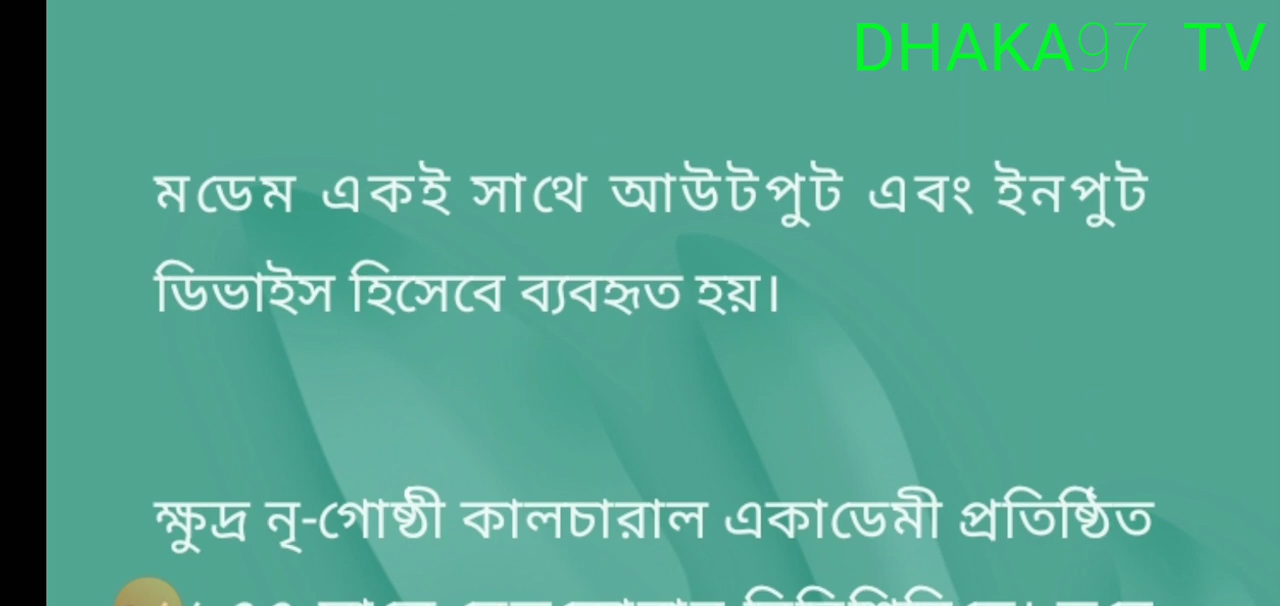 DHAKA97 TV
মডেম একই সাথে আউটপুট এবং ইনপুট
ডিভাইস হিসেবে ব্যবহৃত হয়।
ক্ষুদ্র নৃ-গোষ্ঠী কালচারাল একাডেমী প্রতিষ্ঠিত